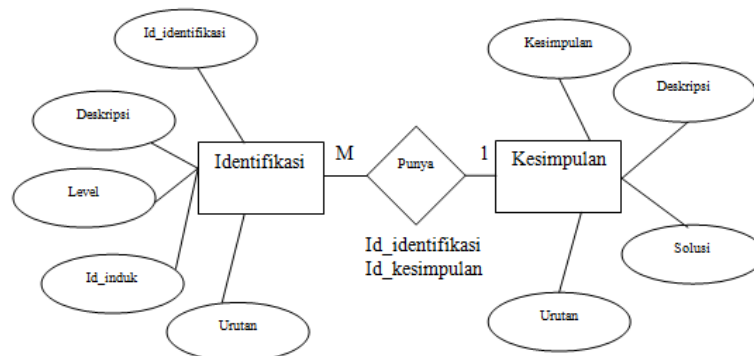 Id_identifikasi
Deskripsi
Level
Id_induk
Urutan
Identifikasi
M
Punya
1
Id_identifikasi
Id_kesimpulan
Kesimpulan
Kesimpulan
Deskripsi
Solusi
Urutan